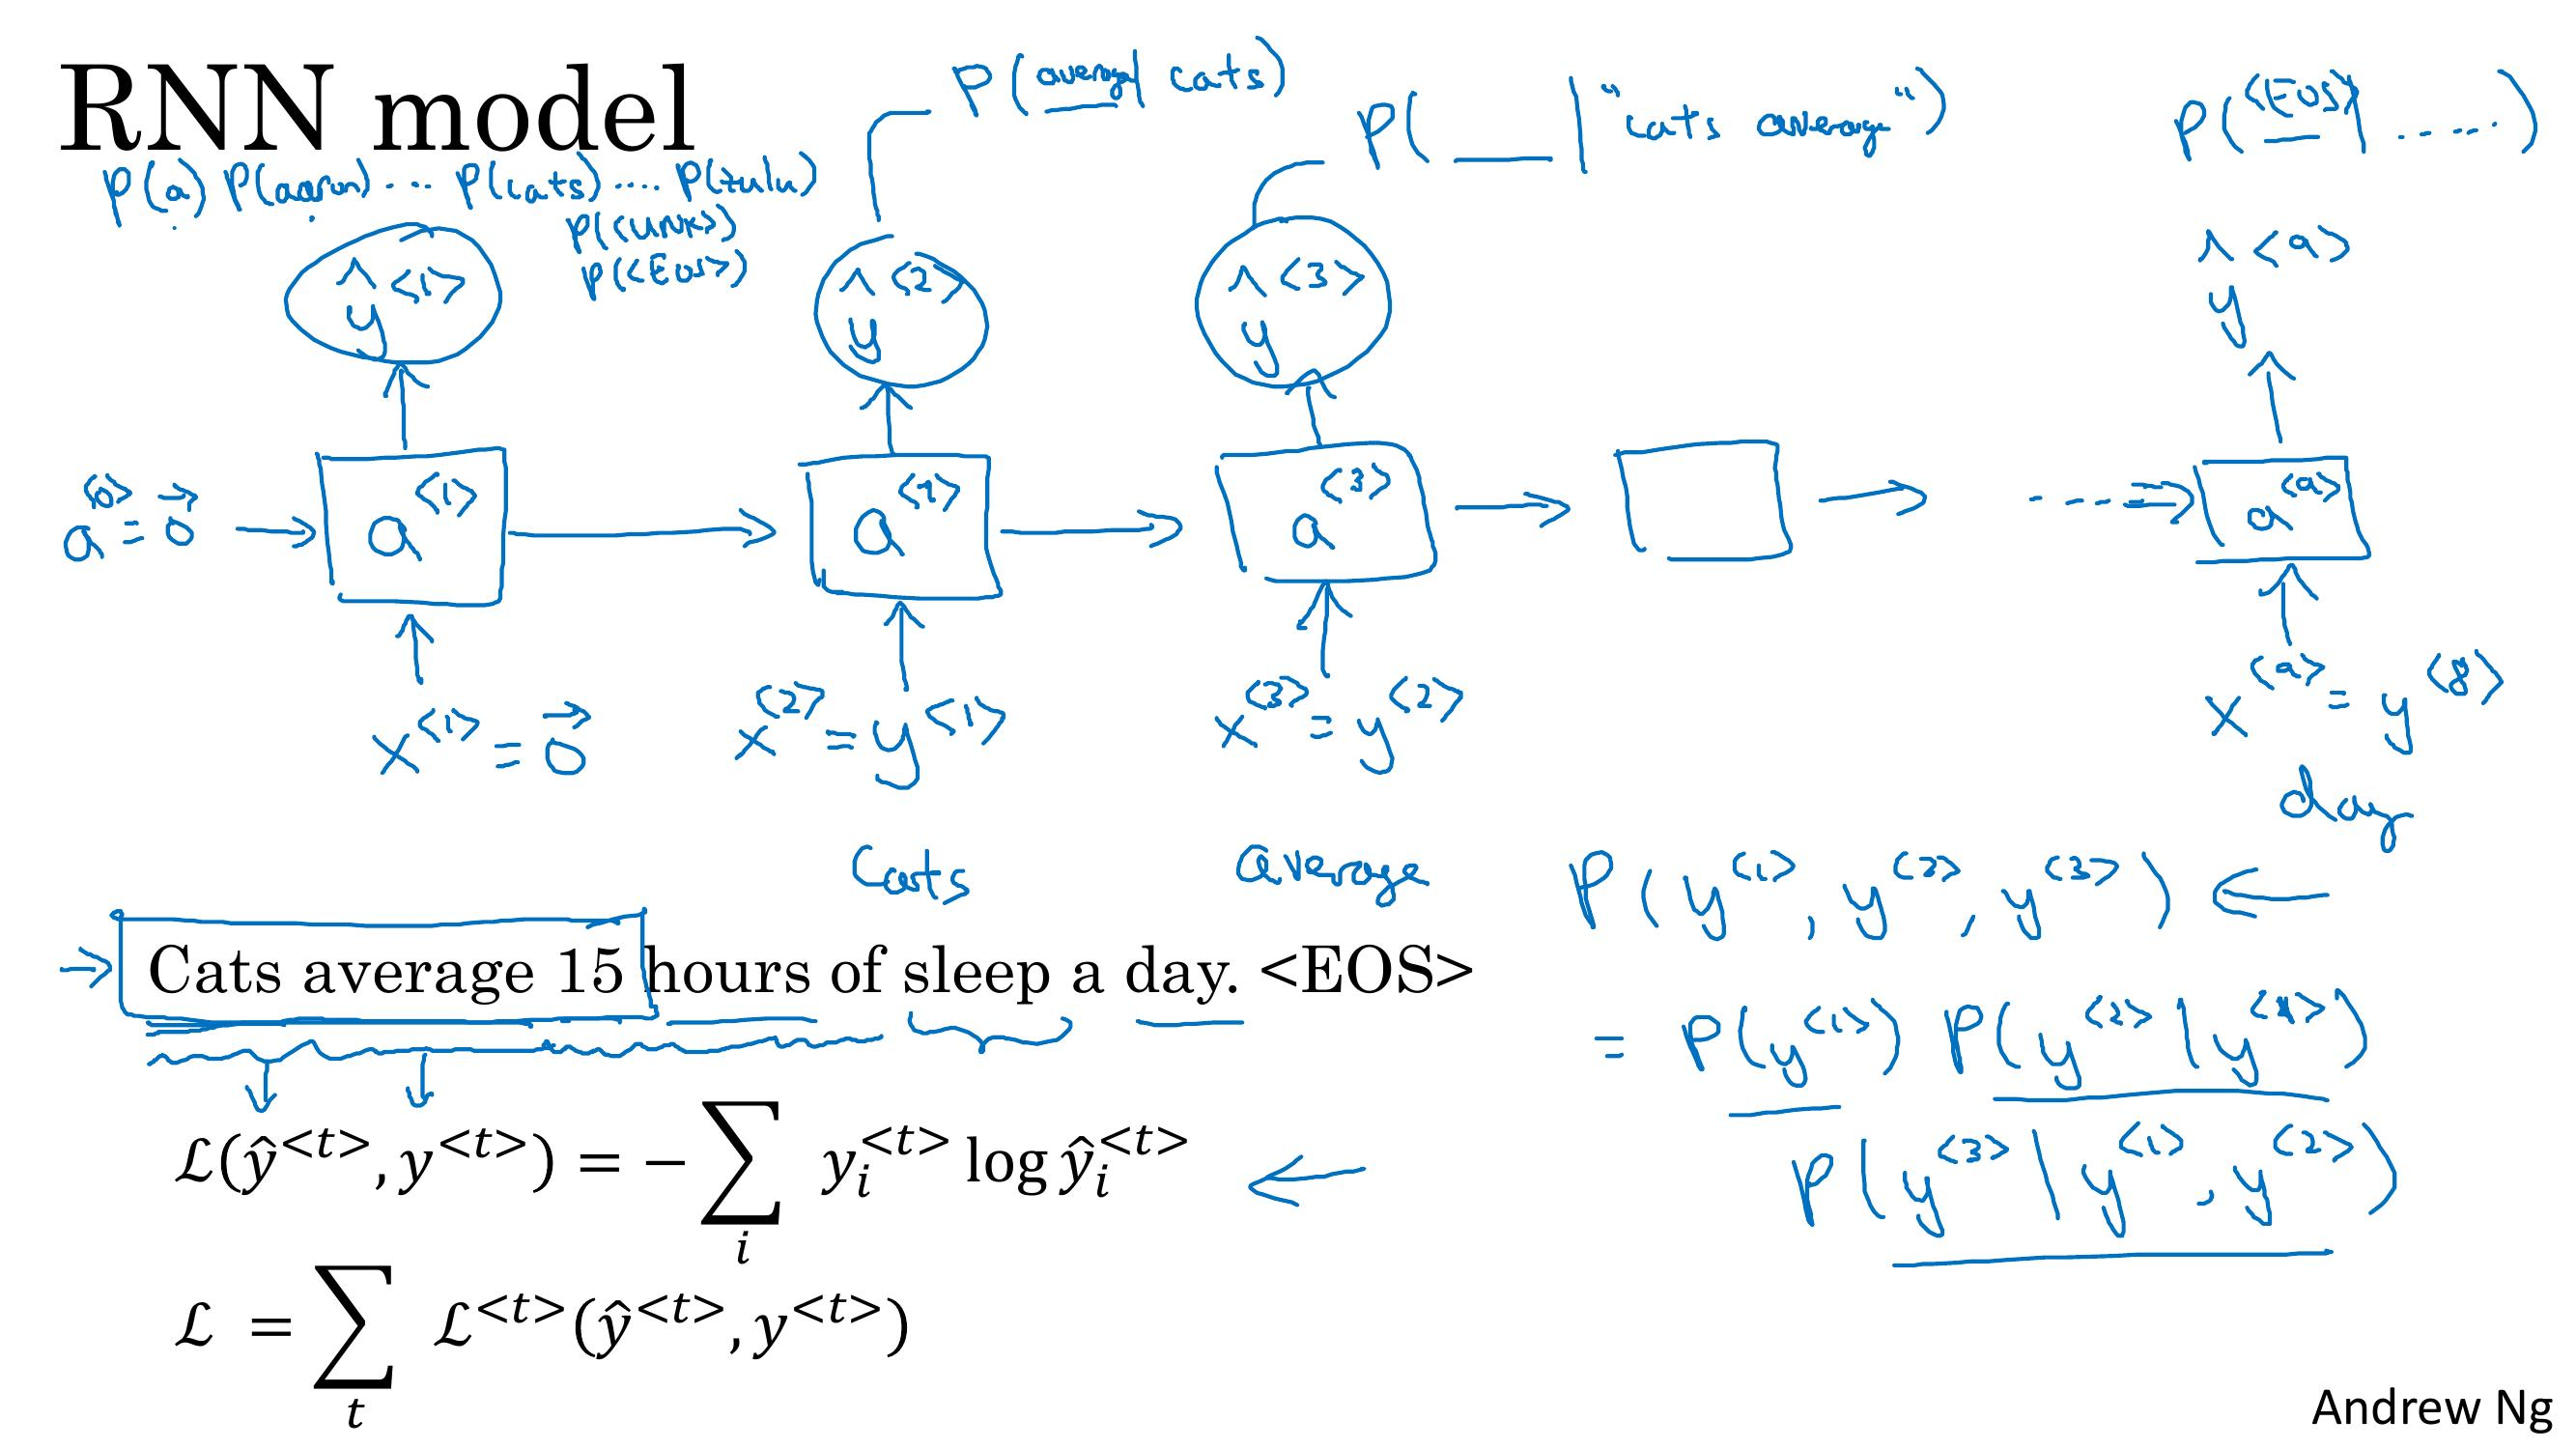 RNN model
P(average | cats)
P( ___ | "cats average")
P(<EOS> | ......)
P(a) P(aaron) ... P(cats) .... P(zulu)
P(<UNK>)
P(<EOS>)
ŷ<1> ŷ<2> ŷ<3> ŷ<9>
a<0> = 0⃗ a<1> a<2> a<3> a<9>
x<1> = 0⃗ x<2> = y<1> x<3> = y<2> x<9> = y<8>
day
Cats average
P(y<1>, y<2>, y<3>)
Cats average 15 hours of sleep a day. <EOS>
= P(y<1>) P(y<2> | y<1>)
P(y<3> | y<1>, y<2>)
ℒ(ŷ<t>, y<t>) = − ∑i yi<t> log ŷi<t>
ℒ = ∑t ℒ<t>(ŷ<t>, y<t>)
Andrew Ng